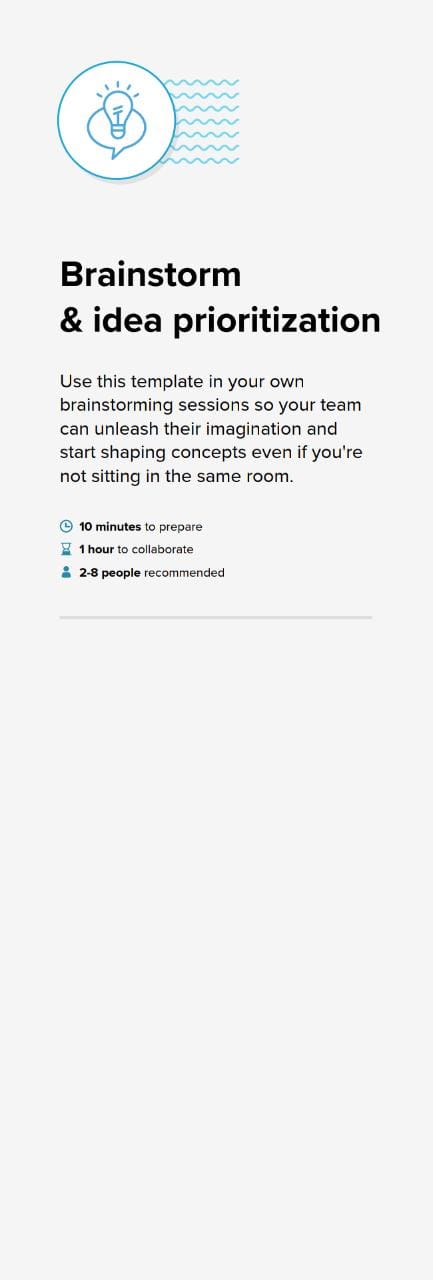 Brainstorm
& idea prioritization
Use this template in your own
brainstorming sessions so your team
can unleash their imagination and
start shaping concepts even if you're
not sitting in the same room.
10 minutes to prepare
1 hour to collaborate
2-8 people recommended